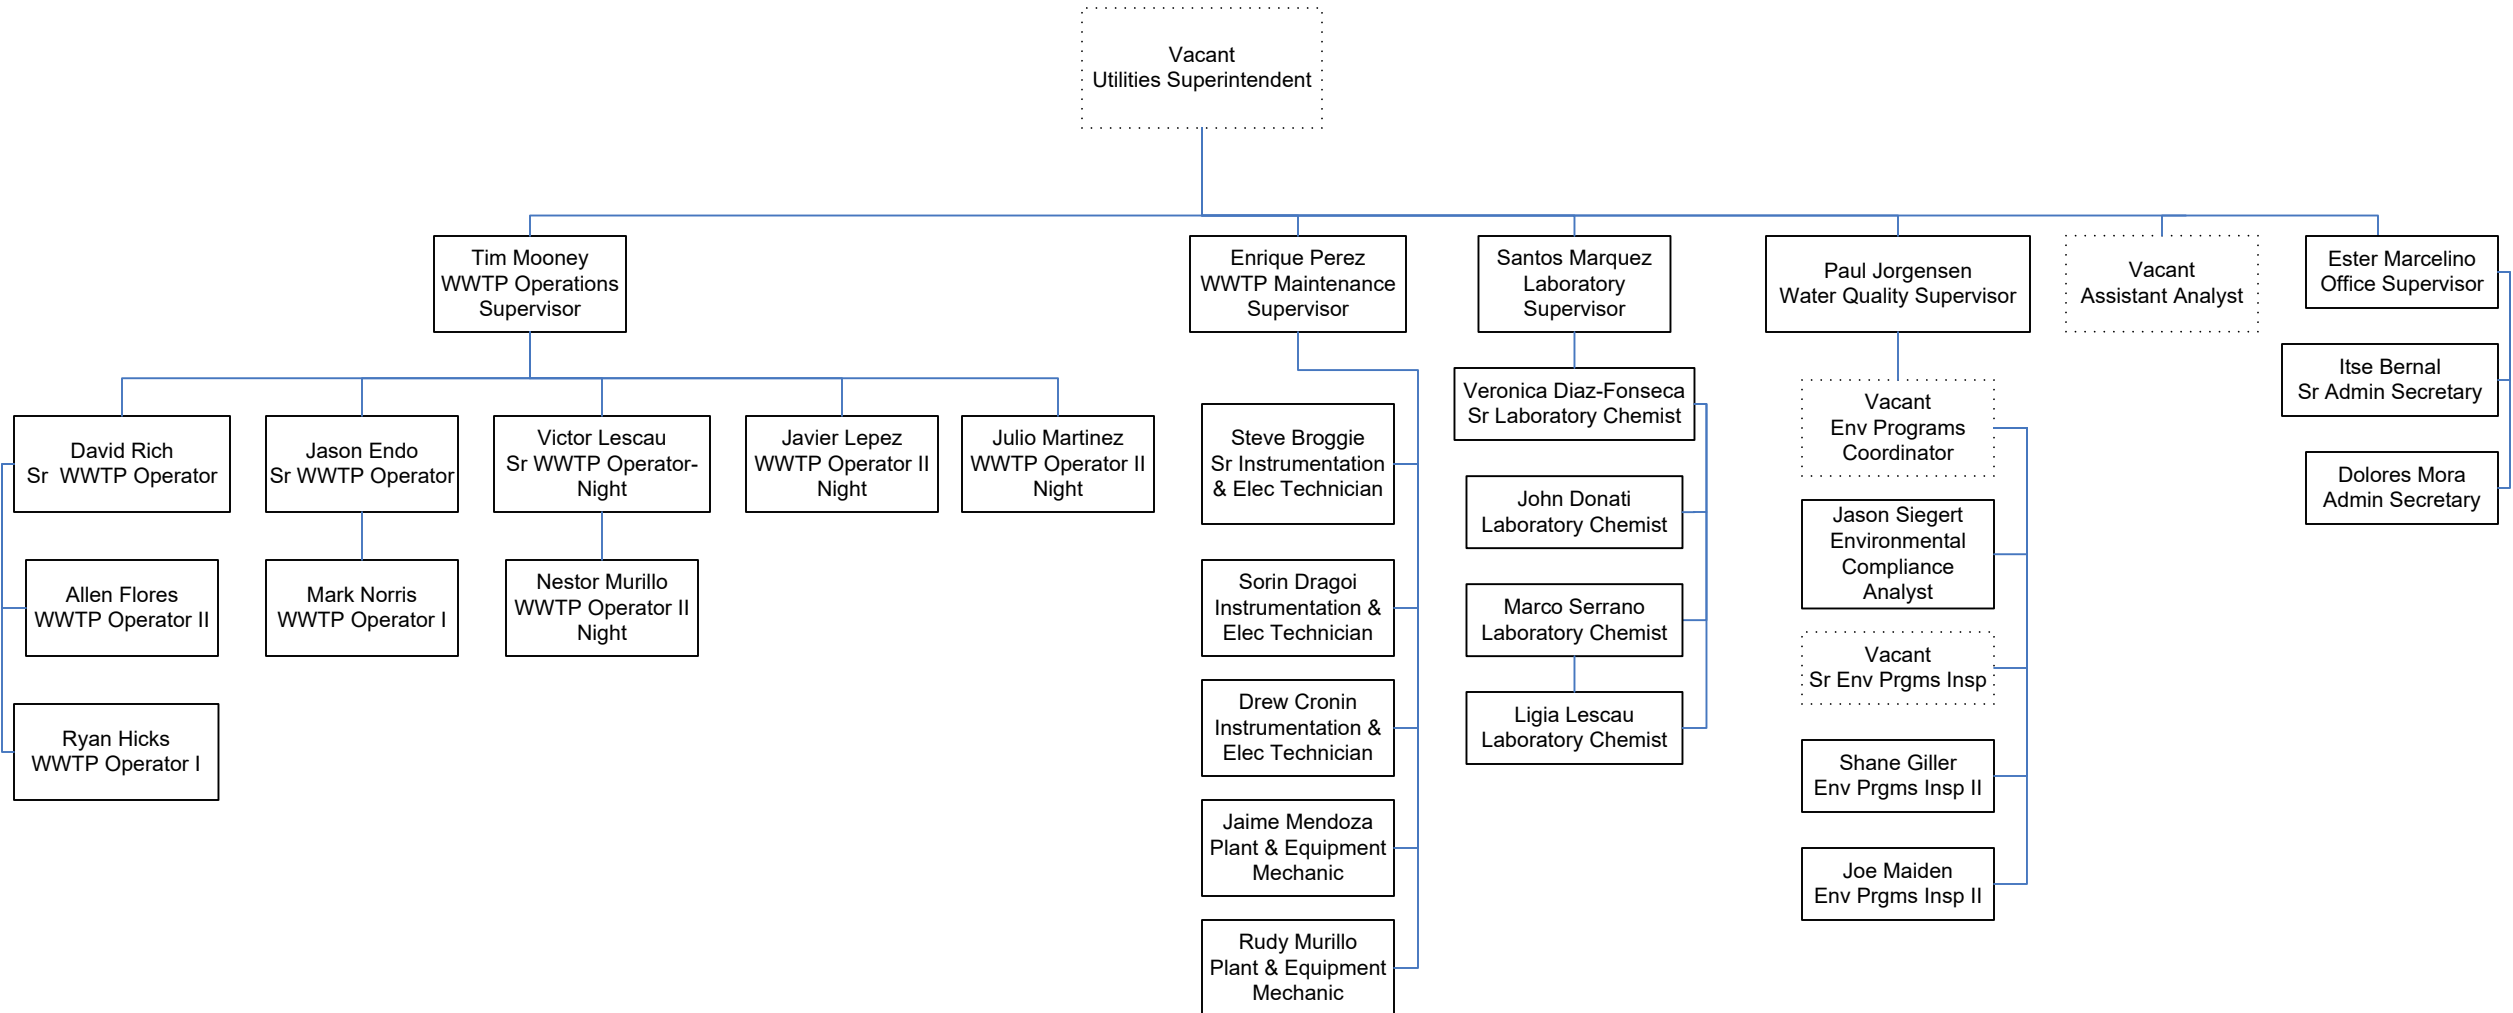 Vacant
Utilities Superintendent
Tim Mooney
WWTP Operations
Supervisor
Enrique Perez
WWTP Maintenance
Supervisor
Santos Marquez
Laboratory
Supervisor
Paul Jorgensen
Water Quality Supervisor
Vacant
Assistant Analyst
Ester Marcelino
Office Supervisor
David Rich
Sr  WWTP Operator
Jason Endo
Sr WWTP Operator
Victor Lescau
Sr WWTP Operator-
Night
Javier Lepez
WWTP Operator II
Night
Julio Martinez
WWTP Operator II
Night
Allen Flores
WWTP Operator II
Mark Norris
WWTP Operator I
Nestor Murillo
WWTP Operator II
Night
Ryan Hicks
WWTP Operator I
Steve Broggie
Sr Instrumentation
& Elec Technician
Sorin Dragoi
Instrumentation &
Elec Technician
Drew Cronin
Instrumentation &
Elec Technician
Jaime Mendoza
Plant & Equipment
Mechanic
Rudy Murillo
Plant & Equipment
Mechanic
Veronica Diaz-Fonseca
Sr Laboratory Chemist
John Donati
Laboratory Chemist
Marco Serrano
Laboratory Chemist
Ligia Lescau
Laboratory Chemist
Vacant
Env Programs
Coordinator
Jason Siegert
Environmental
Compliance
Analyst
Vacant
Sr Env Prgms Insp
Shane Giller
Env Prgms Insp II
Joe Maiden
Env Prgms Insp II
Itse Bernal
Sr Admin Secretary
Dolores Mora
Admin Secretary